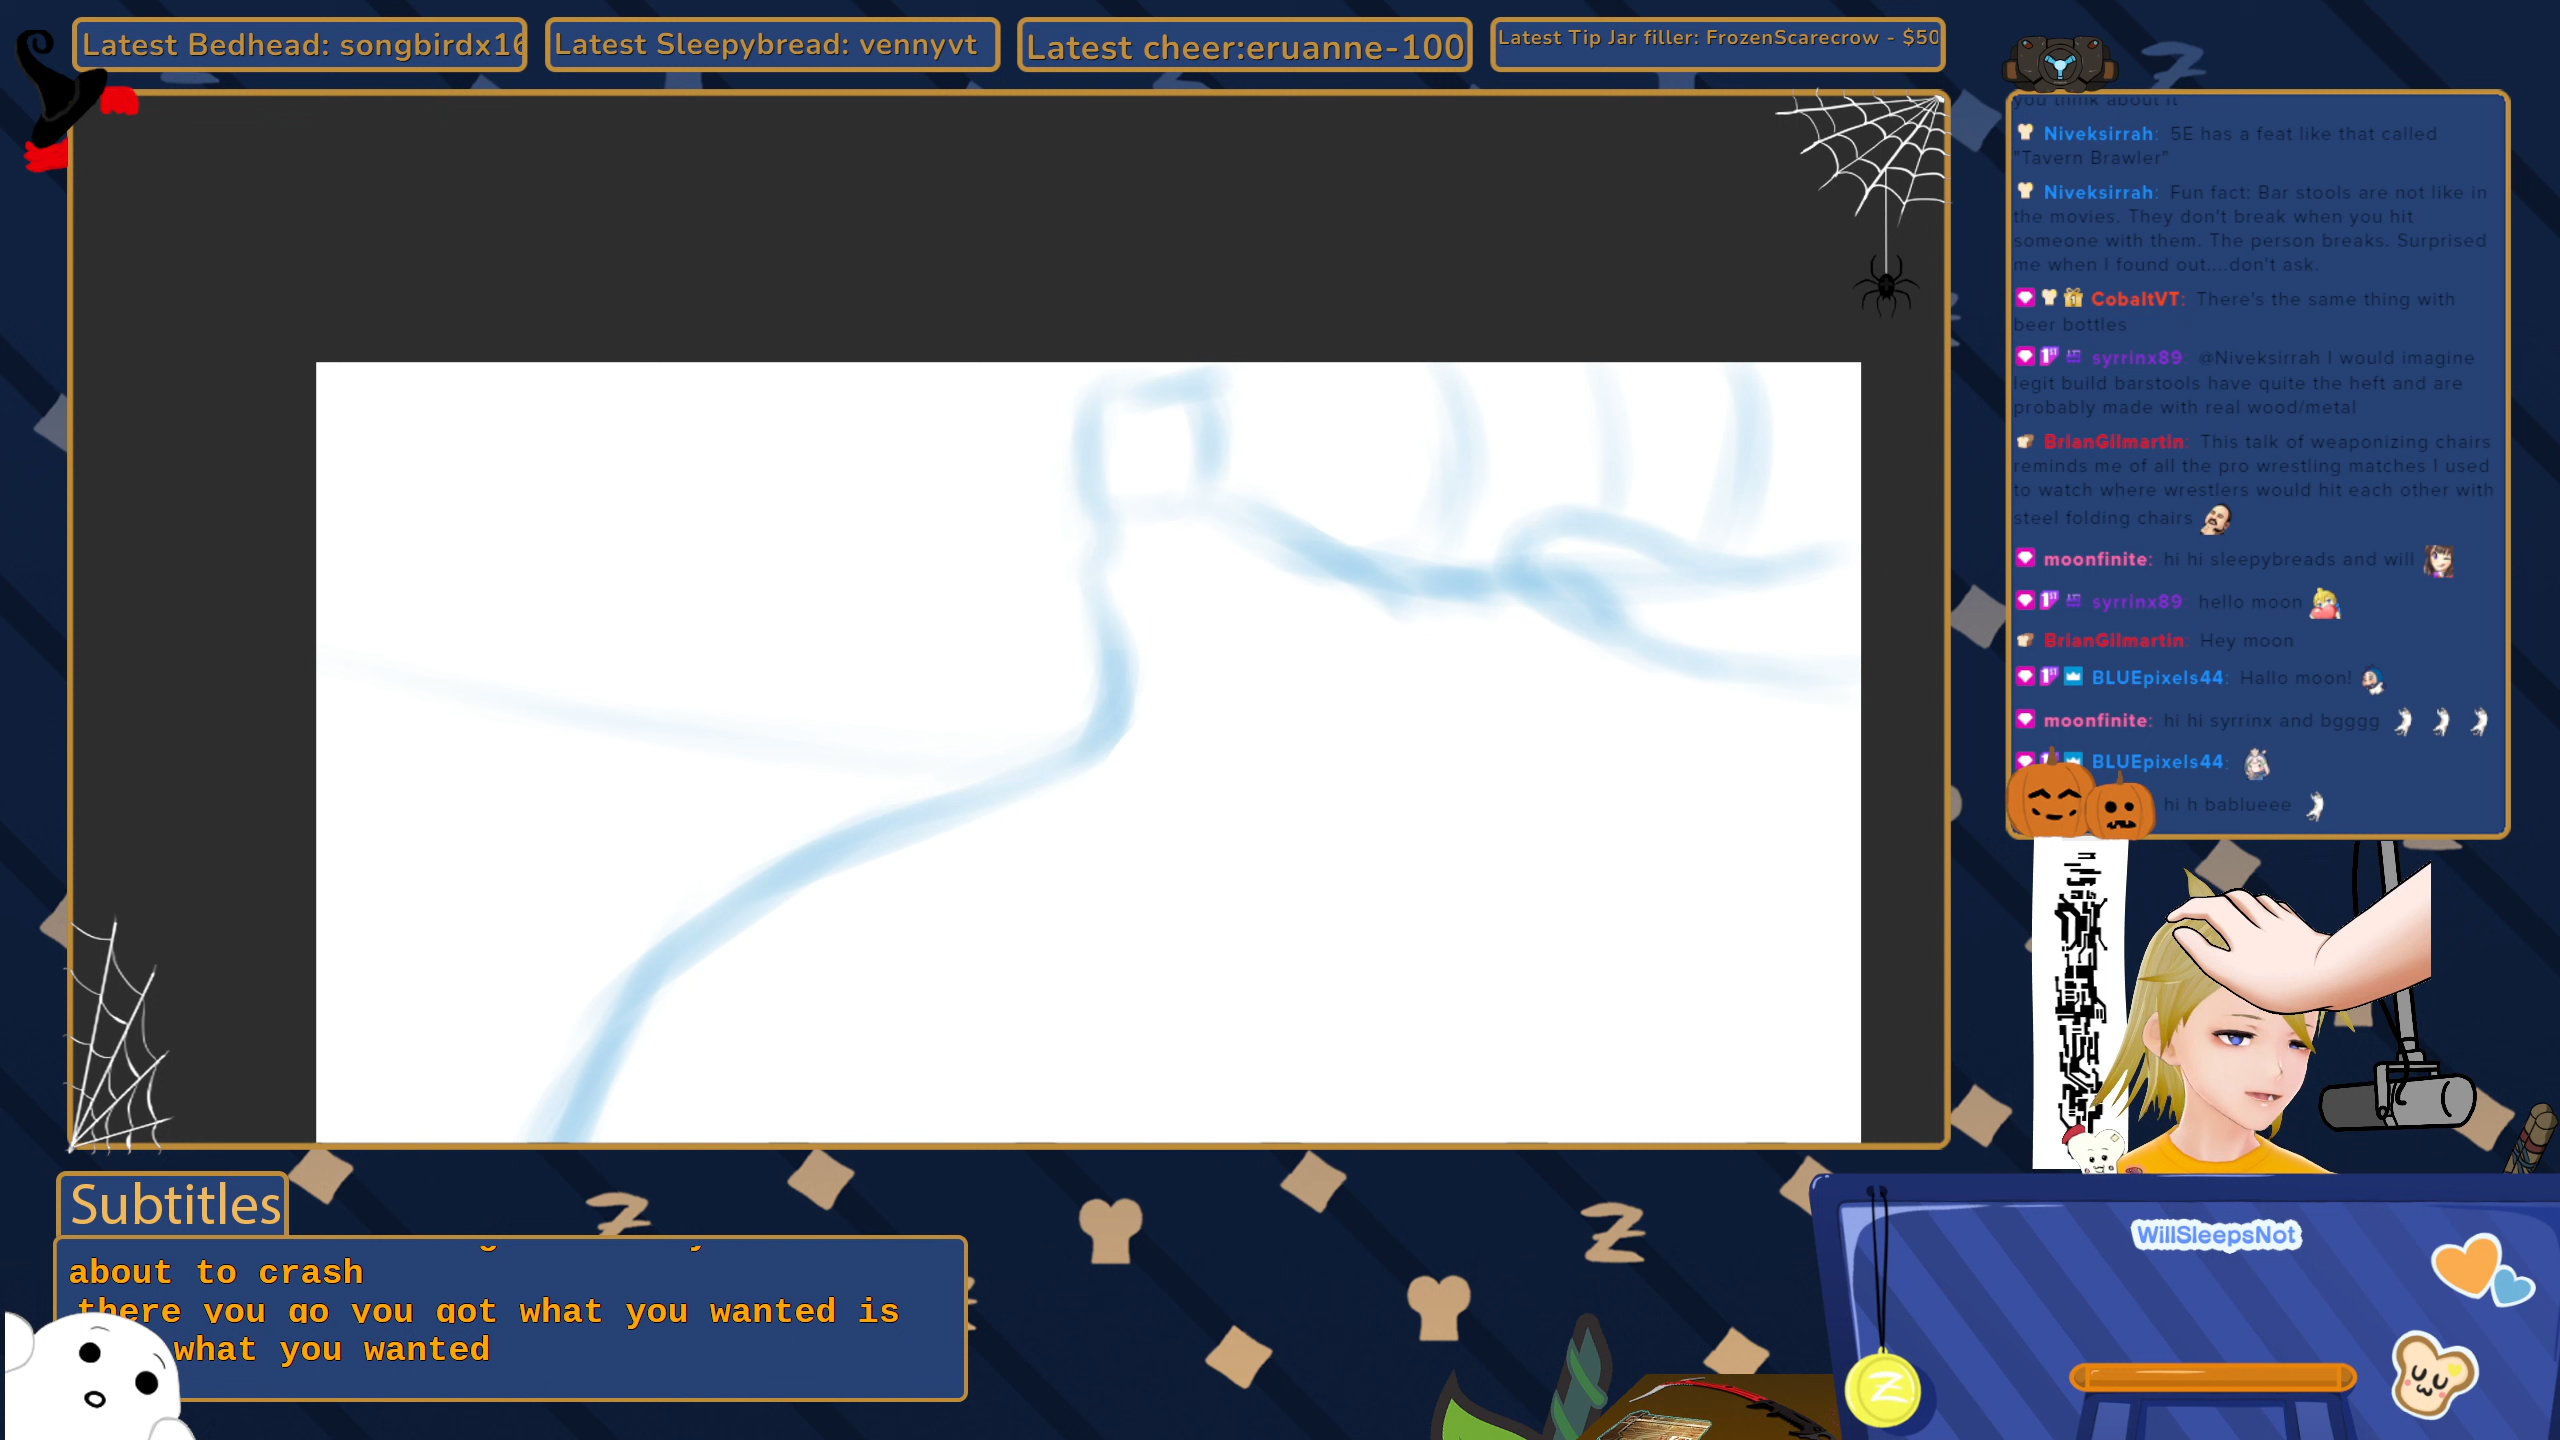 Latest Bedhead: songbirdx16
Latest Sleepybread: vennyvt
Latest cheer:eruanne-100
Latest Tip Jar filler: FrozenScarecrow - $50
you think about it
Niveksirrah: 5E has a feat like that called
"Tavern Brawler"
Niveksirrah: Fun fact: Bar stools are not like in
the movies. They don't break when you hit
someone with them. The person breaks. Surprised
me when I found out....don't ask.
CobaltVT: There's the same thing with
beer bottles
syrrinx89: @Niveksirrah I would imagine
legit build barstools have quite the heft and are
probably made with real wood/metal
BrianGilmartin: This talk of weaponizing chairs
reminds me of all the pro wrestling matches I used
to watch where wrestlers would hit each other with
steel folding chairs
moonfinite: hi hi sleepybreads and will
syrrinx89: hello moon
BrianGilmartin: Hey moon
BLUEpixels44: Hallo moon!
moonfinite: hi hi syrrinx and bgggg
BLUEpixels44:
hi h bablueee
Subtitles
about to crash
there you go you got what you wanted is
what you wanted
WillSleepsNot
Z